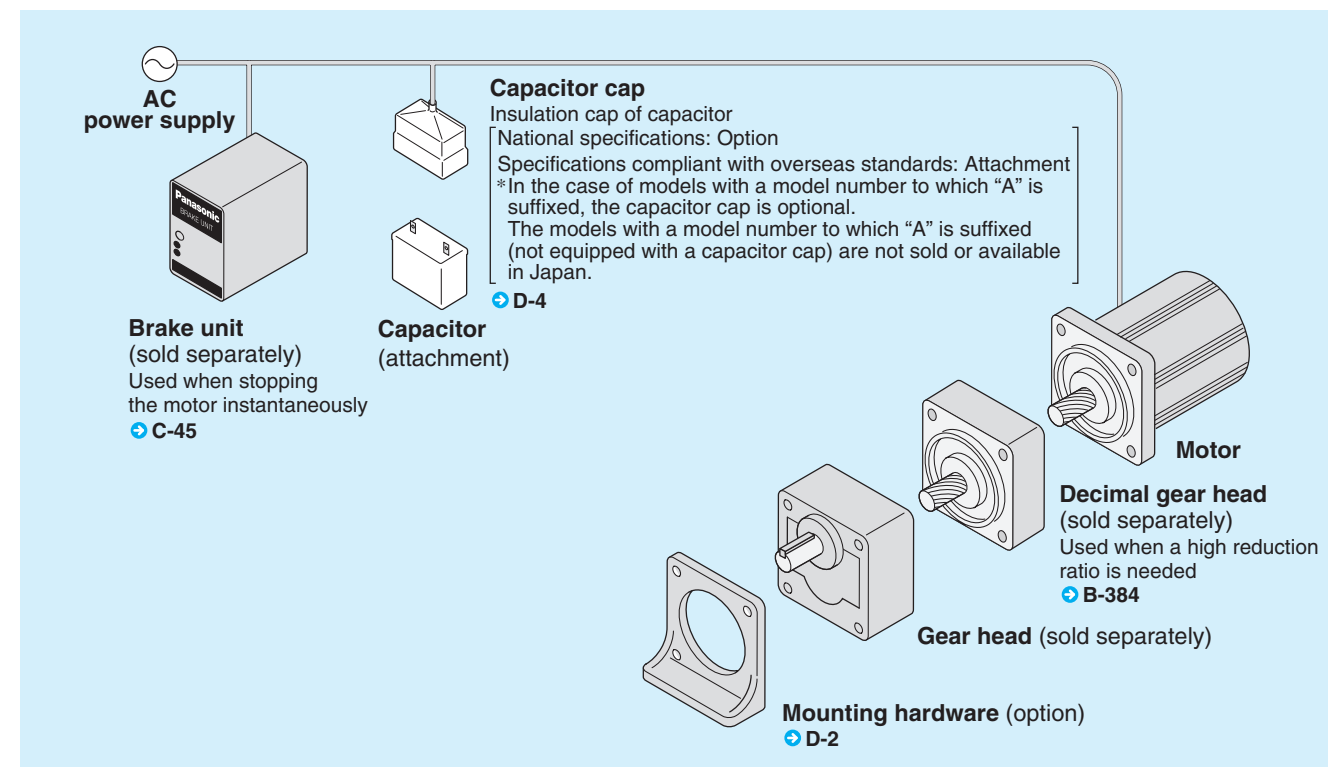 AC
power supply
Capacitor cap
Insulation cap of capacitor
National specifications: Option
Specifications compliant with overseas standards: Attachment
*In the case of models with a model number to which “A” is
suffixed, the capacitor cap is optional.
The models with a model number to which “A” is suffixed
(not equipped with a capacitor cap) are not sold or available
in Japan.
D-4
Panasonic
BRAKE UNIT
Brake unit
(sold separately)
Used when stopping
the motor instantaneously
C-45
Capacitor
(attachment)
Motor
Decimal gear head
(sold separately)
Used when a high reduction
ratio is needed
B-384
Gear head (sold separately)
Mounting hardware (option)
D-2